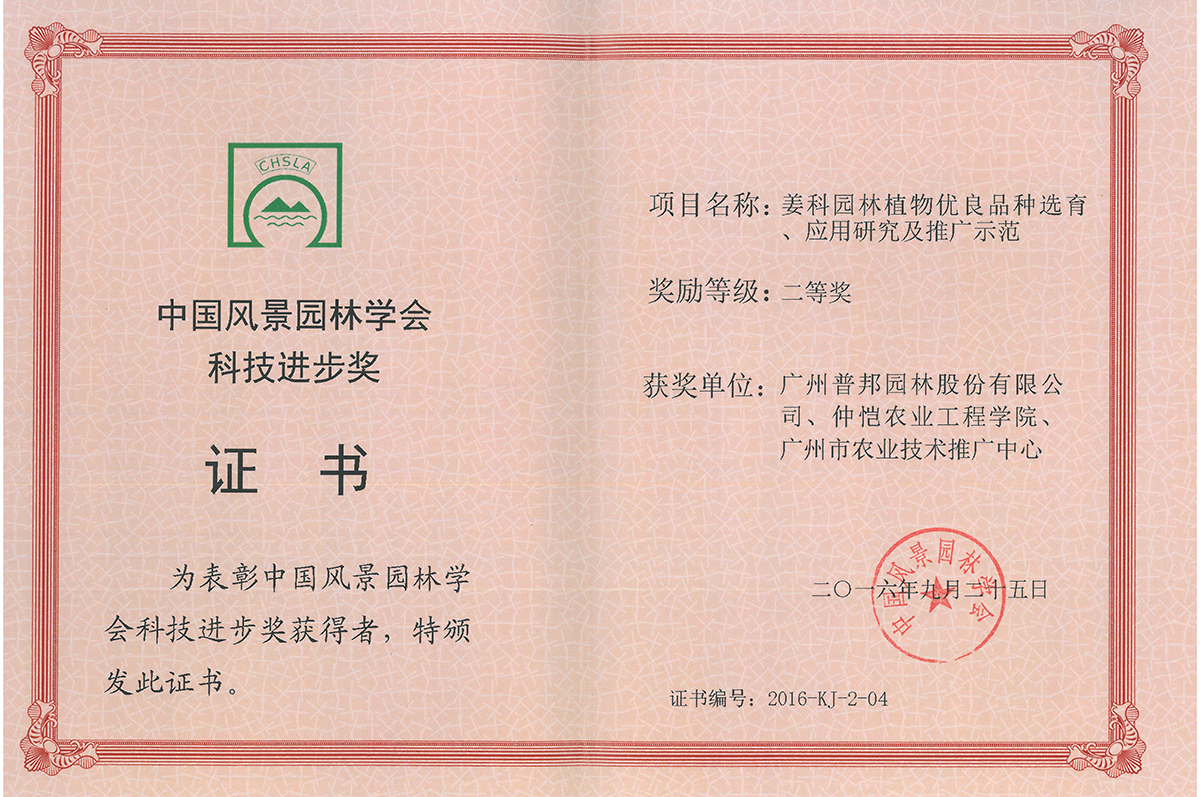 CHSLA
中国风景园林学会
科技进步奖
证 书
为表彰中国风景园林学
会科技进步奖获得者，特颁
发此证书。
项目名称：姜科园林植物优良品种选育
、应用研究及推广示范
奖励等级：二等奖
获奖单位：广州普邦园林股份有限公
司、仲恺农业工程学院、
广州市农业技术推广中心
中国风景园林学会
二〇一六年九月二十五日
证书编号：2016-KJ-2-04